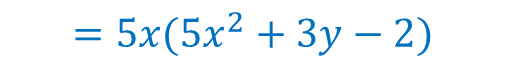 = 5x(5x² + 3y − 2)